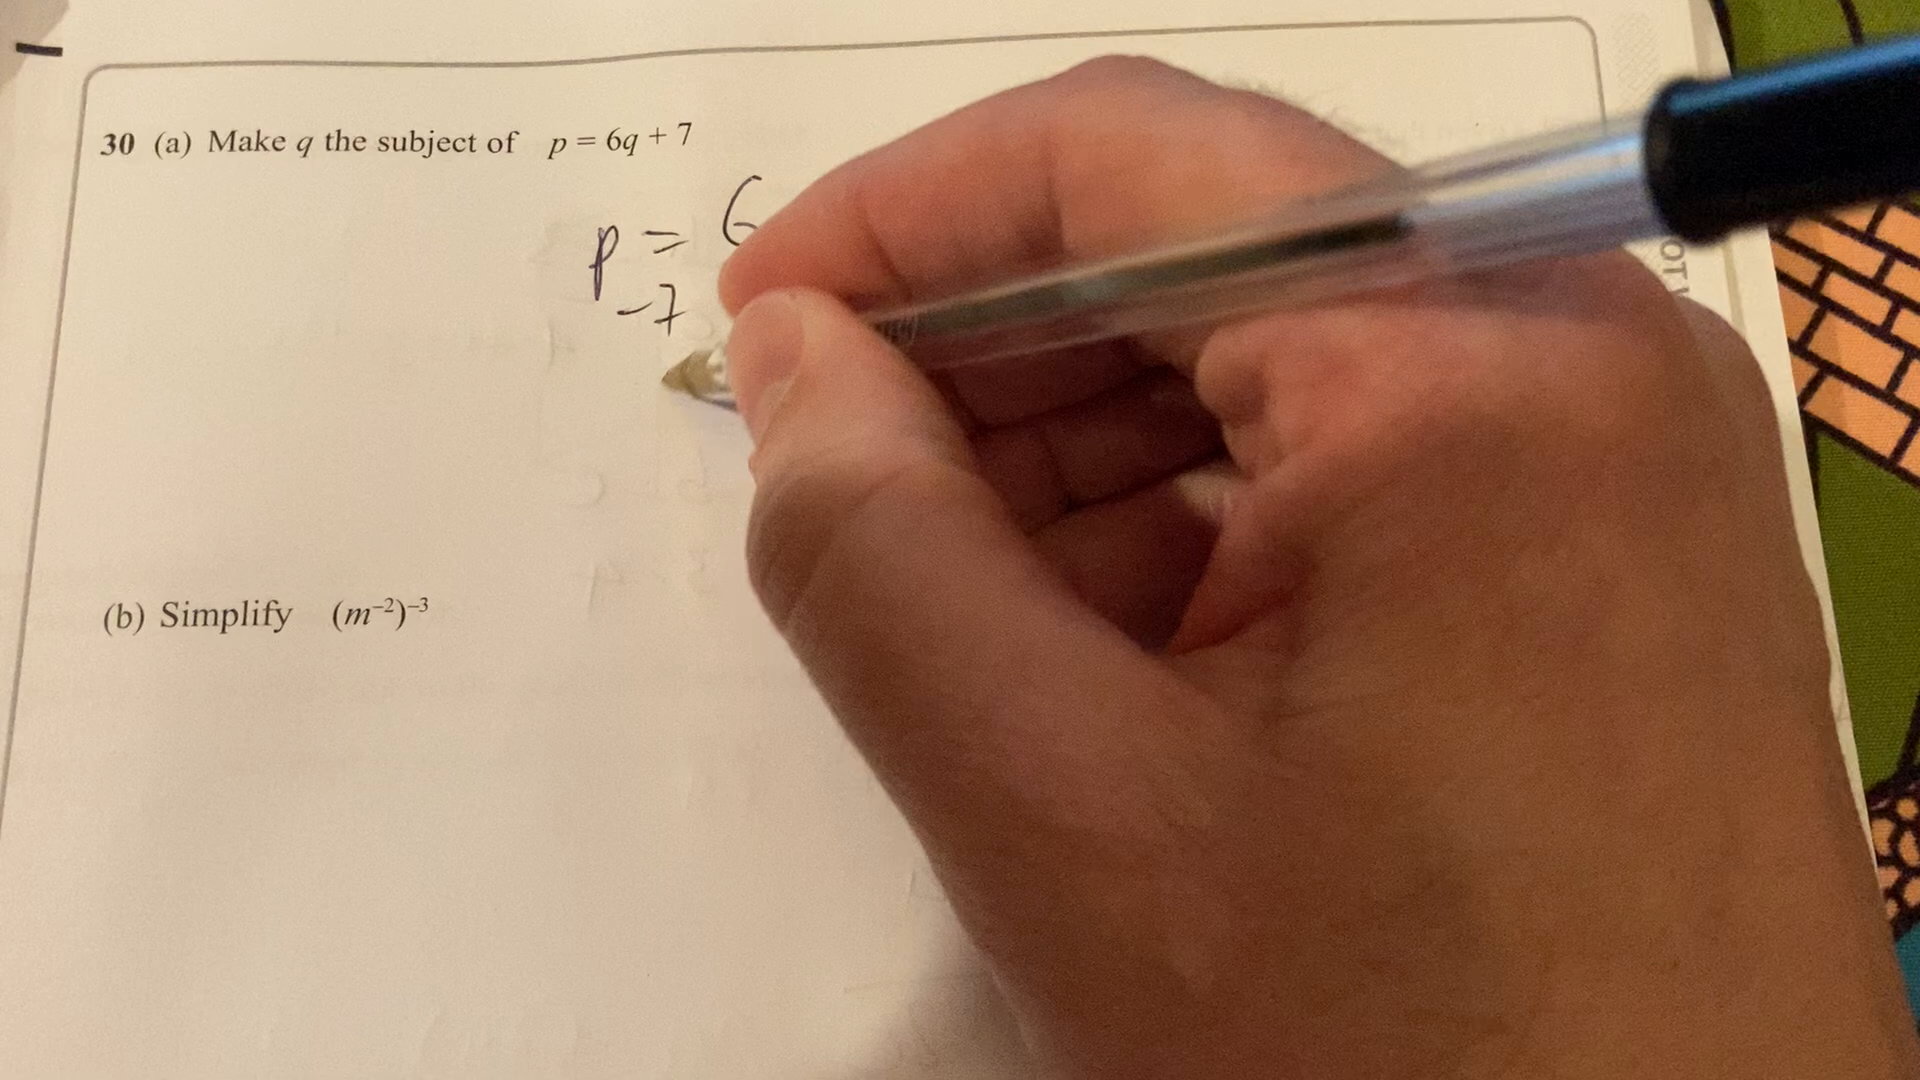 30 (a) Make q the subject of p = 6q + 7
p = 6
-7
(b) Simplify (m⁻²)⁻³